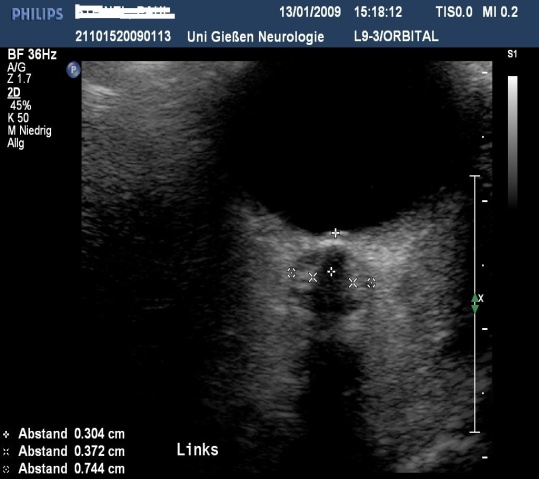 PHILIPS
13/01/2009 15:18:12 TIS0.0 MI 0.2
21101520090113 Uni Gießen Neurologie L9-3/ORBITAL
BF 36Hz
S1
A/G
Z 1.7
P
2D
45%
K 50
M Niedrig
Allg
X
Abstand 0.304 cm
Abstand 0.372 cm
Abstand 0.744 cm
Links